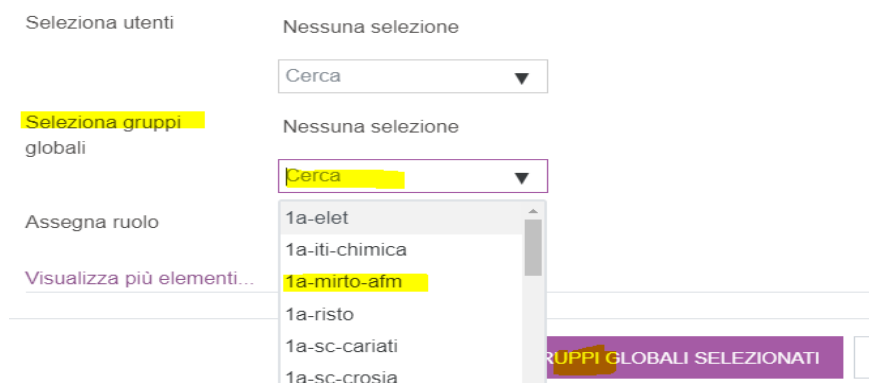 Seleziona utenti
Nessuna selezione
Cerca
Seleziona gruppi
globali
Nessuna selezione
Cerca
Assegna ruolo
1a-elet
1a-iti-chimica
Visualizza più elementi...
1a-mirto-afm
1a-risto
1a-sc-cariati
1a-sc-crosia
RUPPI GLOBALI SELEZIONATI